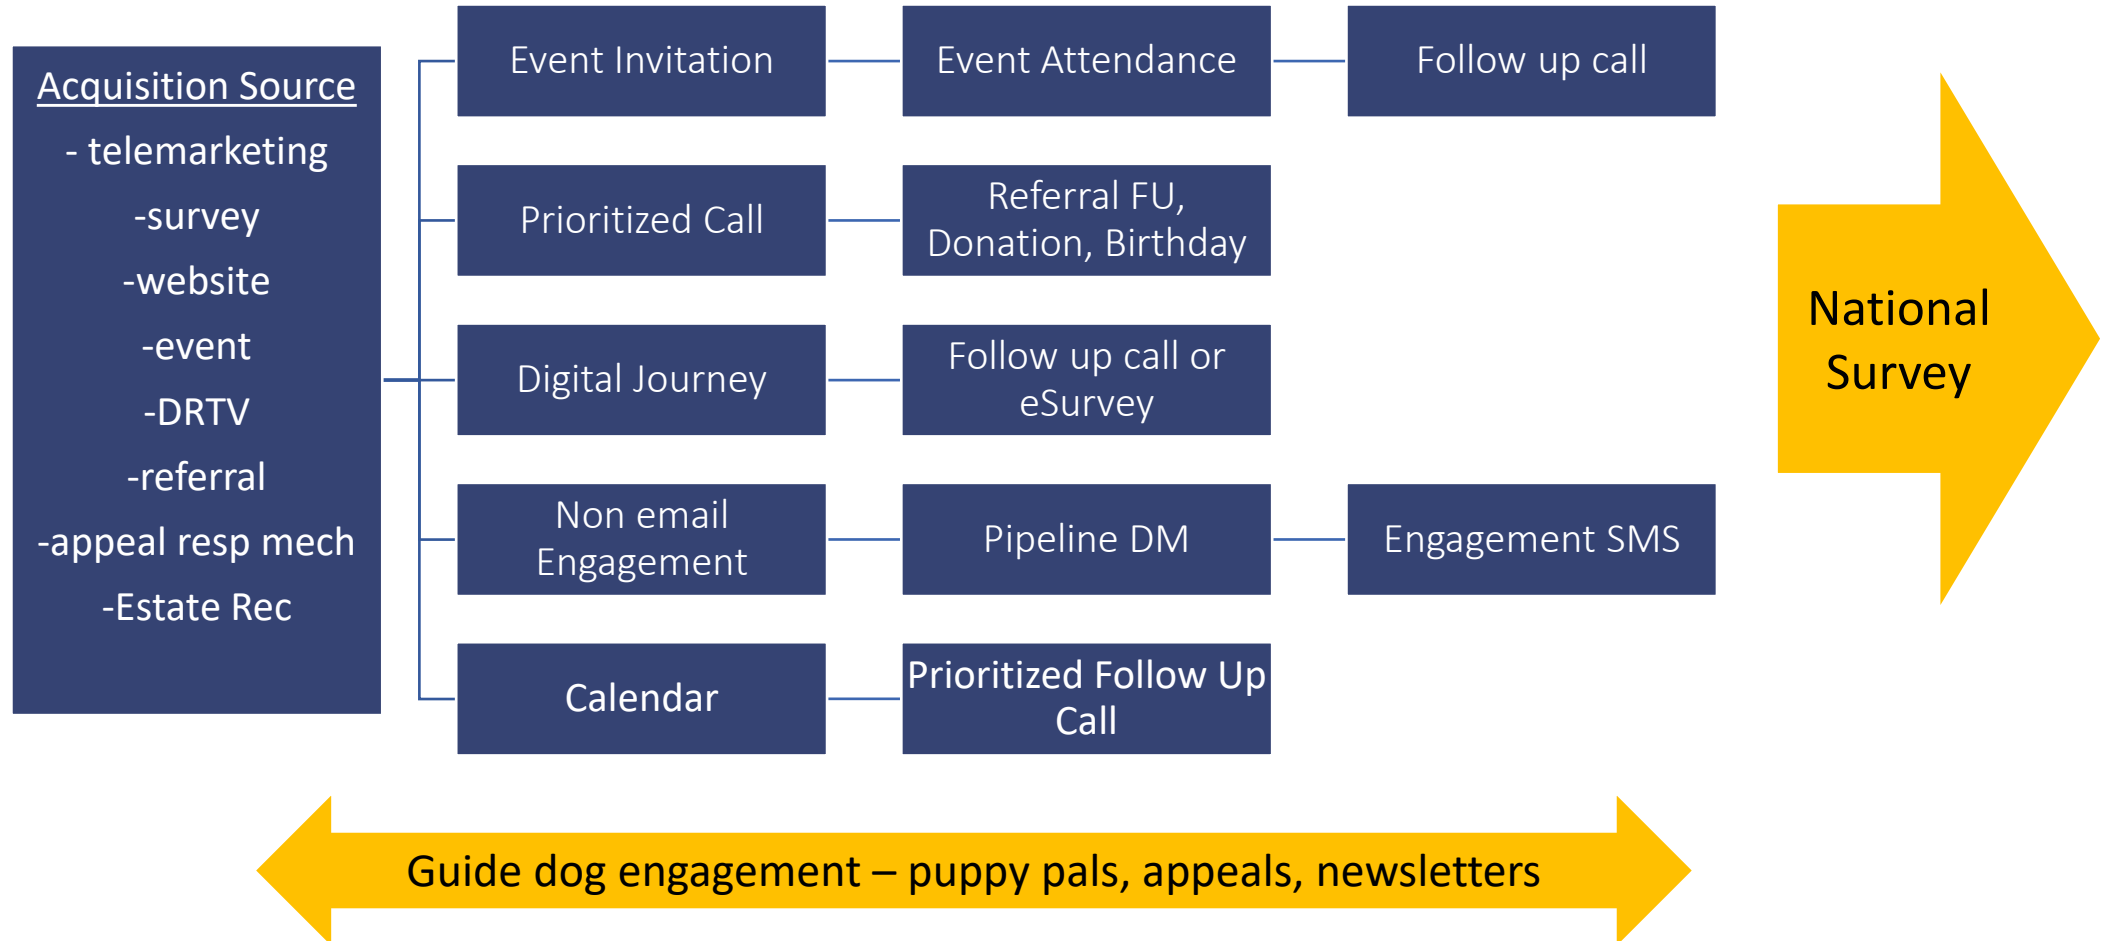 Acquisition Source
- telemarketing
-survey
-website
-event
-DRTV
-referral
-appeal resp mech
-Estate Rec
Event Invitation
Event Attendance
Follow up call
Prioritized Call
Referral FU,
Donation, Birthday
Digital Journey
Follow up call or
eSurvey
Non email
Engagement
Pipeline DM
Engagement SMS
Calendar
Prioritized Follow Up
Call
National
Survey
Guide dog engagement – puppy pals, appeals, newsletters